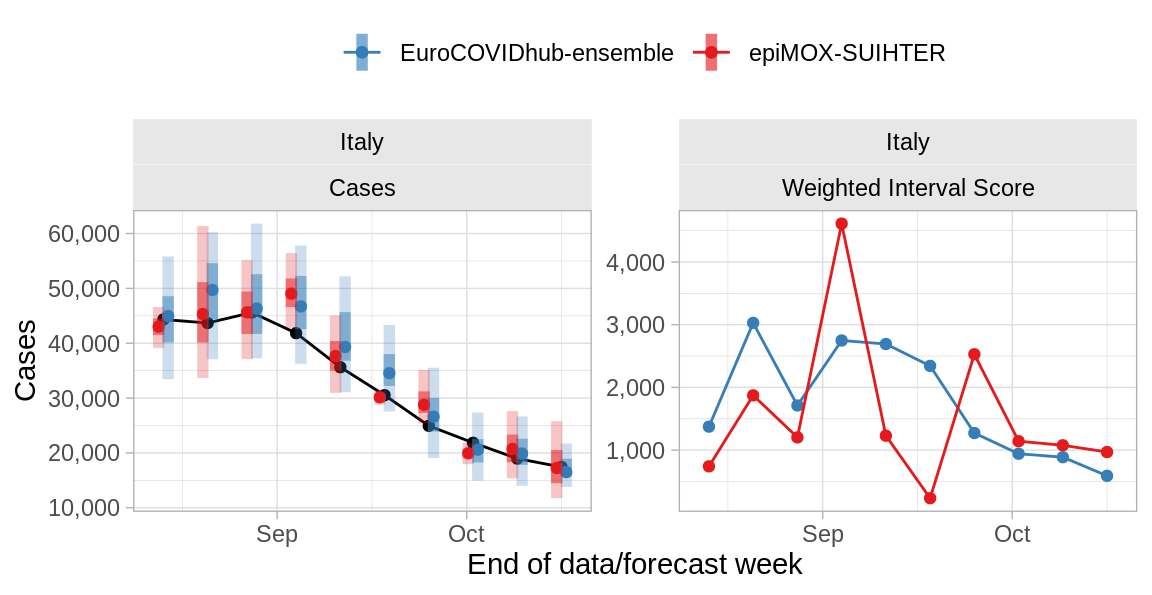 EuroCOVIDhub-ensemble epiMOX-SUIHTER
Italy
Cases
Cases
60,000
50,000
40,000
30,000
20,000
10,000
Sep Oct
Italy
Weighted Interval Score
4,000
3,000
2,000
1,000
Sep Oct
End of data/forecast week